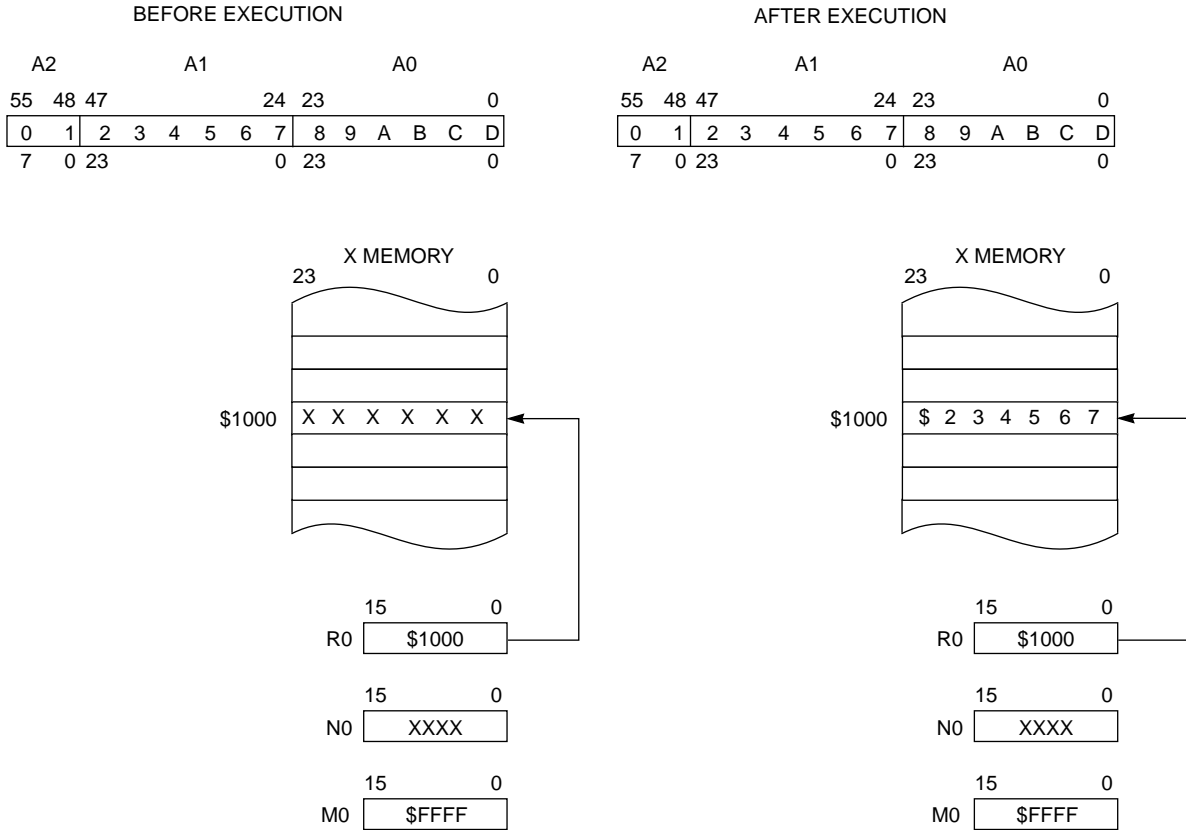 BEFORE EXECUTION
A2 A1 A0
55 48 47 24 23 0
0 1 2 3 4 5 6 7 8 9 A B C D
7 0 23 0 23 0
X MEMORY
23 0
$1000 X X X X X X
15 0
R0 $1000
15 0
N0 XXXX
15 0
M0 $FFFF
AFTER EXECUTION
A2 A1 A0
55 48 47 24 23 0
0 1 2 3 4 5 6 7 8 9 A B C D
7 0 23 0 23 0
X MEMORY
23 0
$1000 $ 2 3 4 5 6 7
15 0
R0 $1000
15 0
N0 XXXX
15 0
M0 $FFFF